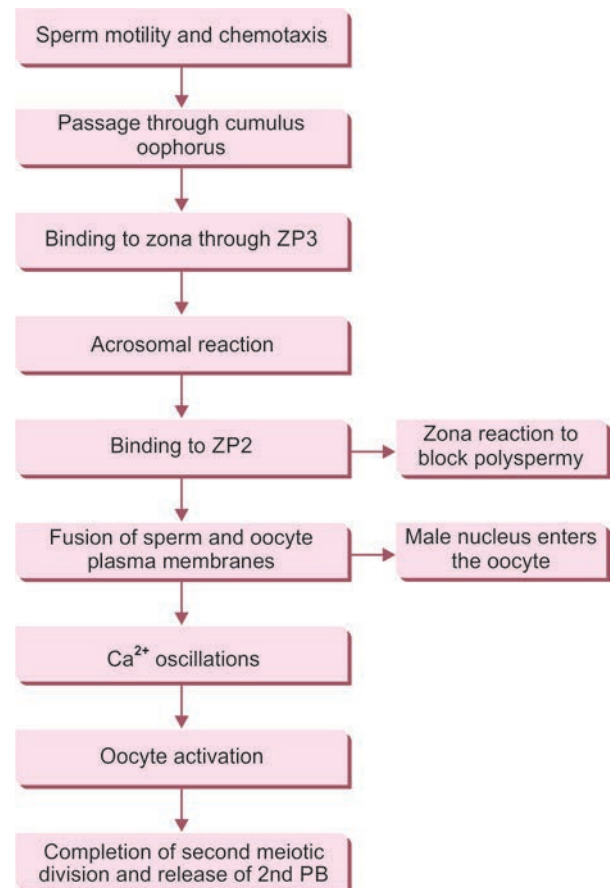 Sperm motility and chemotaxis
Passage through cumulus
oophorus
Binding to zona through ZP3
Acrosomal reaction
Binding to ZP2
Zona reaction to
block polyspermy
Fusion of sperm and oocyte
plasma membranes
Male nucleus enters
the oocyte
Ca²⁺ oscillations
Oocyte activation
Completion of second meiotic
division and release of 2nd PB